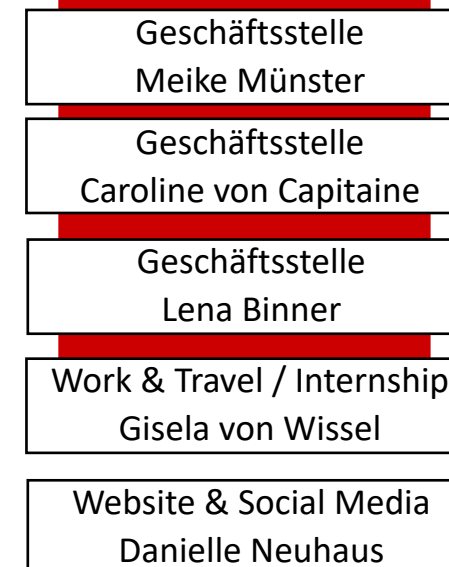 Geschäftsstelle
Meike Münster
Geschäftsstelle
Caroline von Capitaine
Geschäftsstelle
Lena Binner
Work & Travel / Internship
Gisela von Wissel
Website & Social Media
Danielle Neuhaus